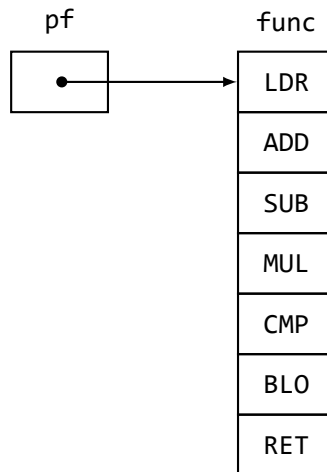 pf
func
LDR
ADD
SUB
MUL
CMP
BLO
RET